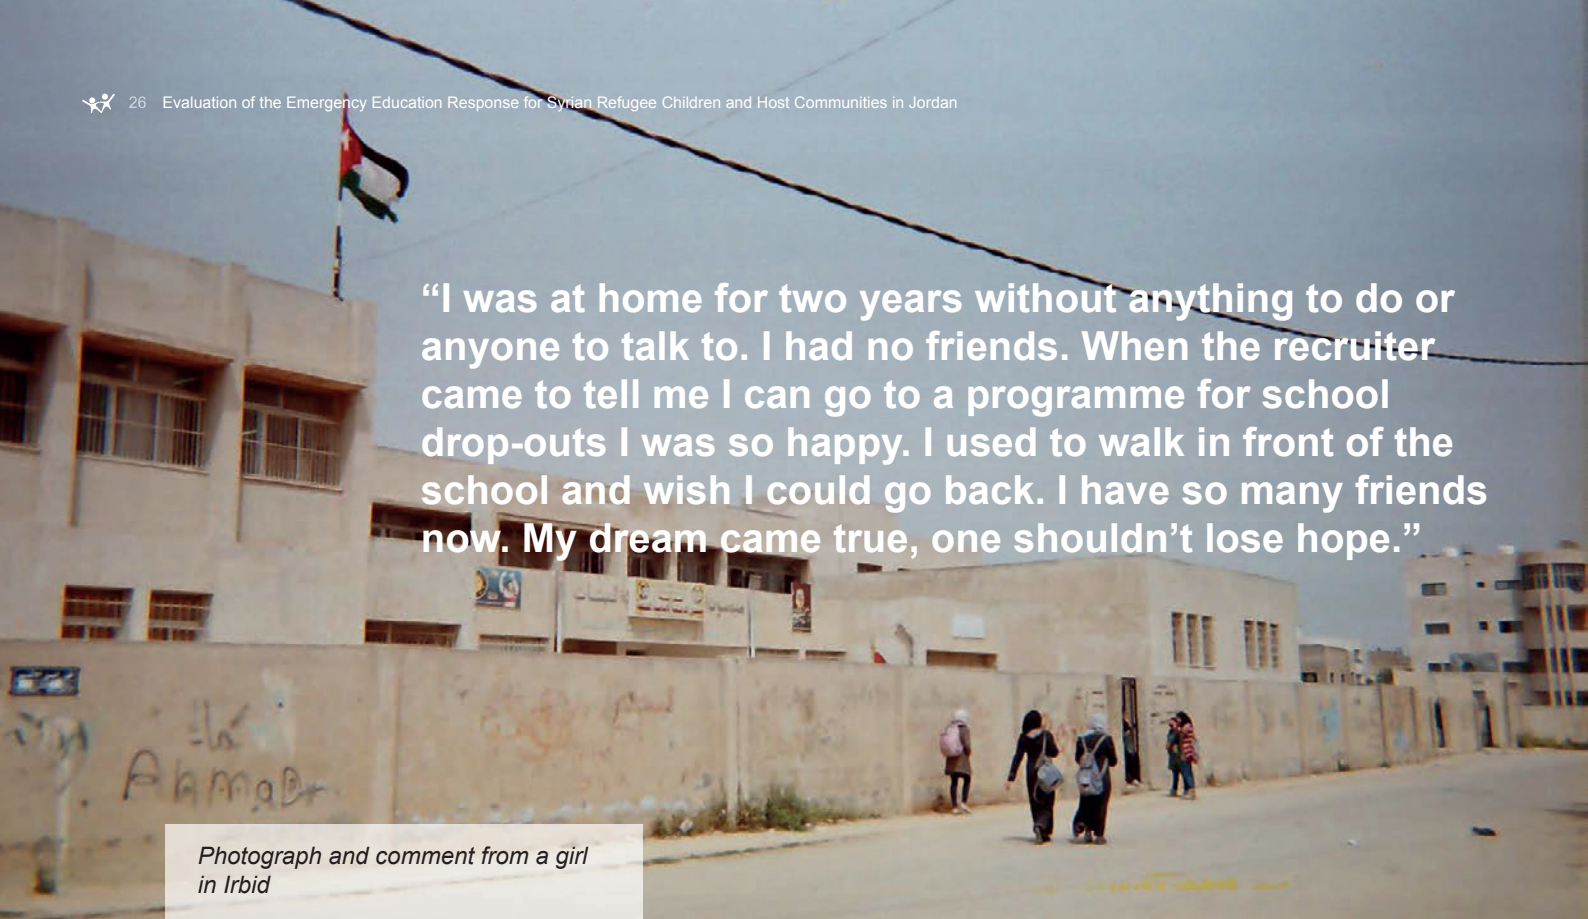 26 Evaluation of the Emergency Education Response for Syrian Refugee Children and Host Communities in Jordan
“I was at home for two years without anything to do or
anyone to talk to. I had no friends. When the recruiter
came to tell me I can go to a programme for school
drop-outs I was so happy. I used to walk in front of the
school and wish I could go back. I have so many friends
now. My dream came true, one shouldn’t lose hope.”
للبنات
Ahmad
Photograph and comment from a girl
in Irbid